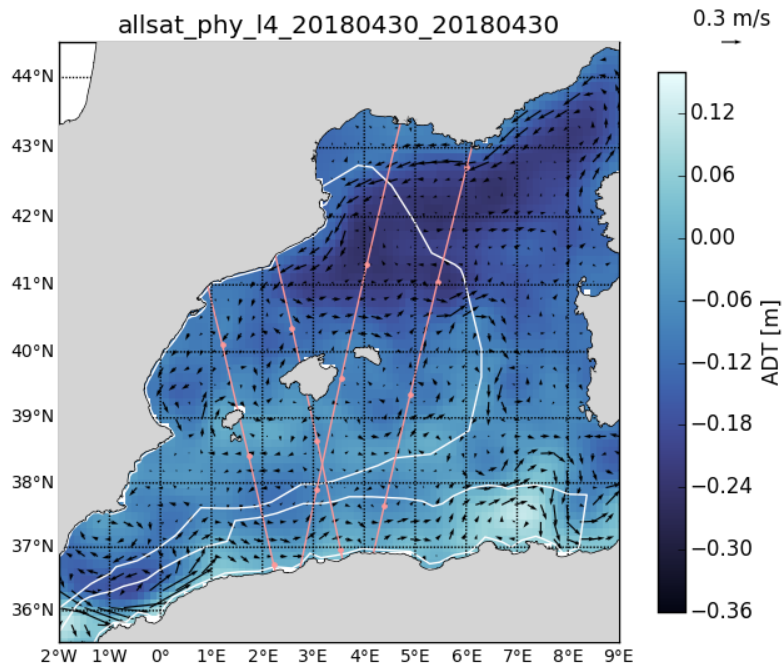 allsat_phy_l4_20180430_20180430
0.3 m/s
44°N
43°N
42°N
41°N
40°N
39°N
38°N
37°N
36°N
2°W 1°W 0° 1°E 2°E 3°E 4°E 5°E 6°E 7°E 8°E 9°E
0.12
0.06
0.00
−0.06
−0.12
−0.18
−0.24
−0.30
−0.36
ADT [m]